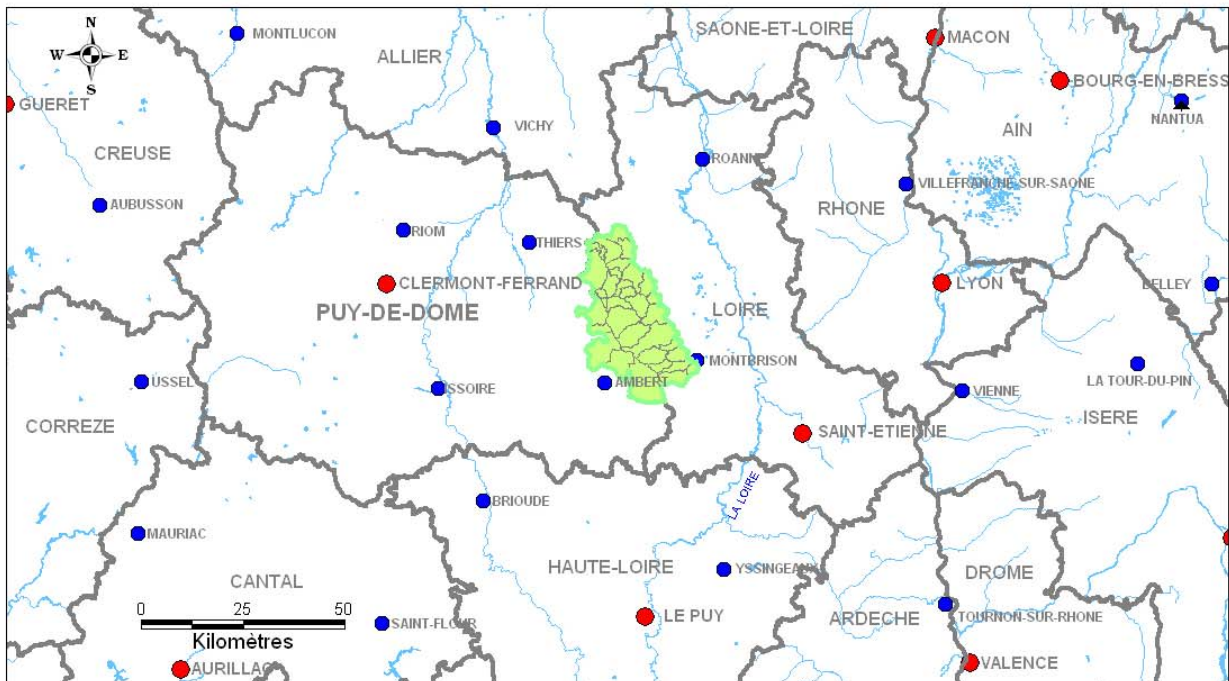 N
W E
S
MONTLUCON
ALLIER
SAONE-ET-LOIRE
MACON
BOURG-EN-BRESS
GUERET
NANTUA
VICHY
AIN
CREUSE
ROANN
VILLEFRANCHE-SUR-SAONE
AUBUSSON
RHONE
RIOM
THIERS
CLERMONT-FERRAND
LYON
BELLEY
PUY-DE-DOME
LOIRE
MONTBRISON
LA TOUR-DU-PIN
USSEL
ISSOIRE
AMBERT
VIENNE
ISERE
CORREZE
SAINT-ETIENNE
LA LOIRE
BRIOUDE
MAURIAC
HAUTE-LOIRE
YSSINGEAUX
DROME
CANTAL
0 25 50
Kilomètres
SAINT-FLOUR
LE PUY
ARDECHE
TOURNON-SUR-RHONE
AURILLAC
VALENCE